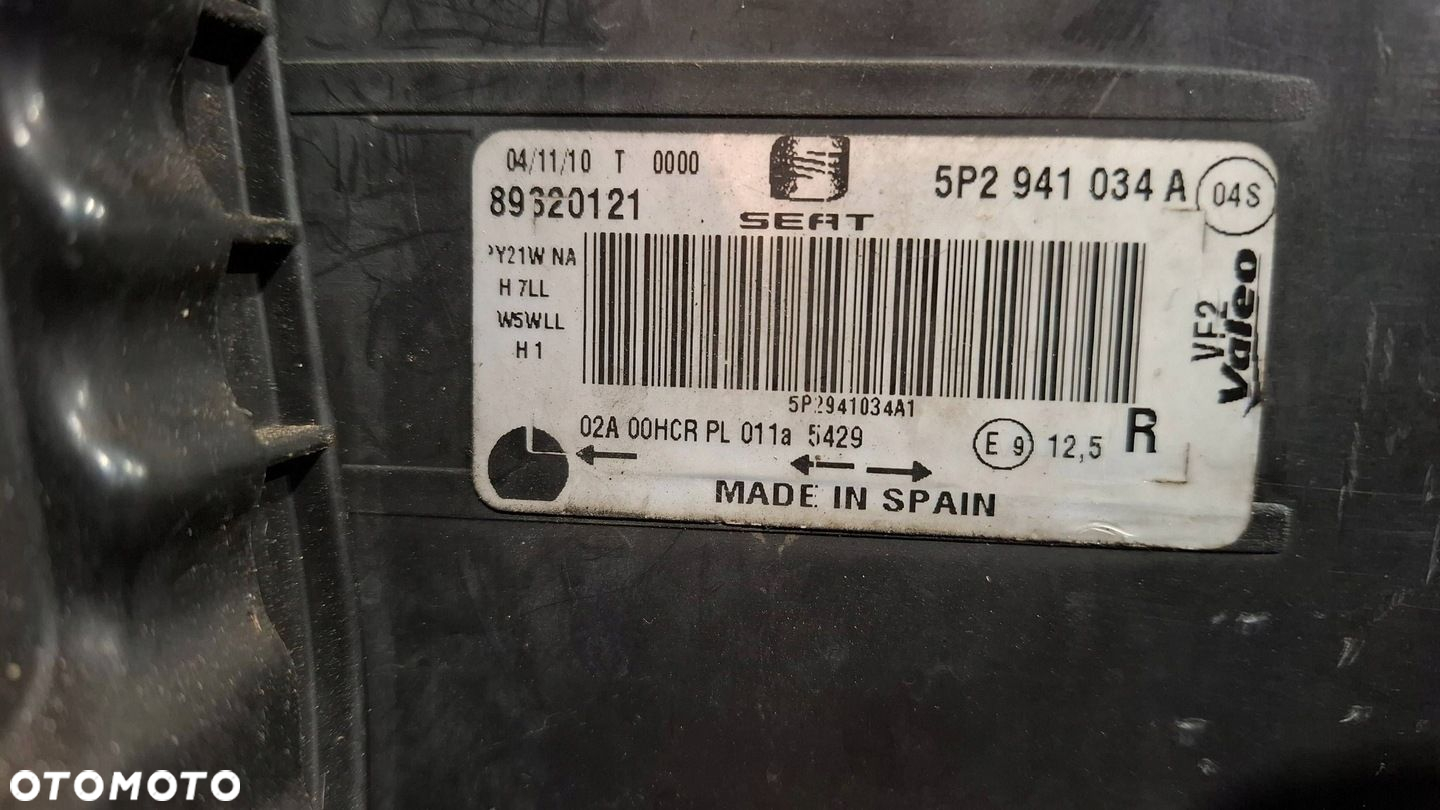 04/11/10 T 0000
89620121
SEAT
5P2 941 034 A
04S
PY21W NA
H 7LL
W5WLL
H 1
VF2
Valeo
5P2941034A1
02A 00HCR PL 011a 5429
E 9 12,5 R
MADE IN SPAIN
OTOMOTO